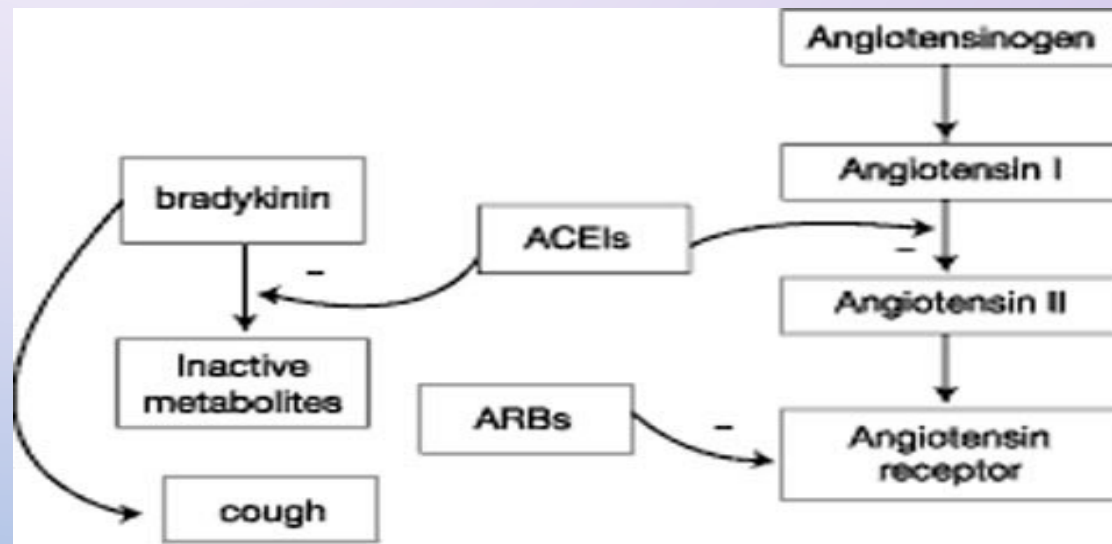 Angiotensinogen
Angiotensin I
bradykinin
ACEIs
–
–
Angiotensin II
Inactive
metabolites
ARBs
–
Angiotensin
receptor
cough